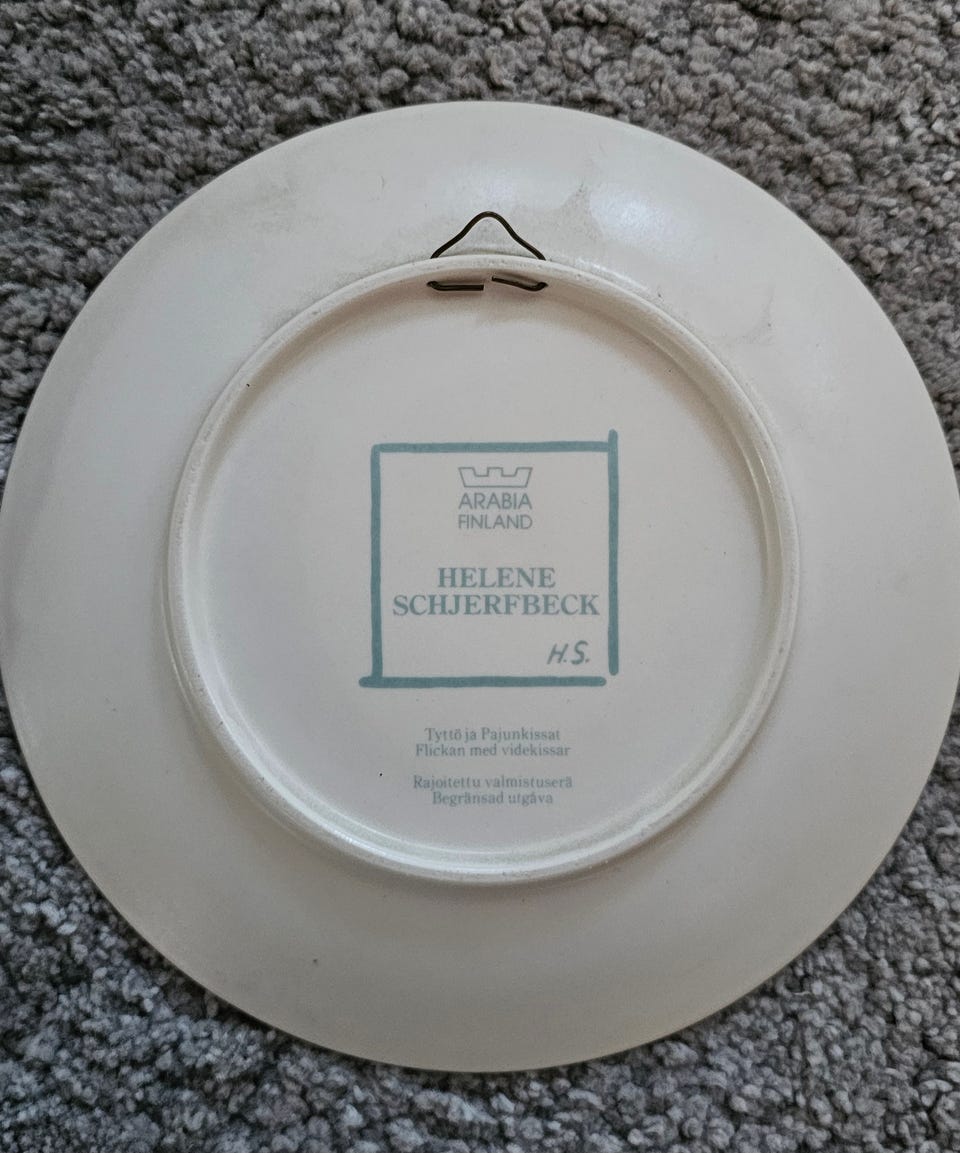 ARABIA
FINLAND
HELENE
SCHJERFBECK
H.S.
Tyttö ja Pajunkissat
Flickan med videkissar
Rajoitettu valmistuserä
Begränsad utgåva